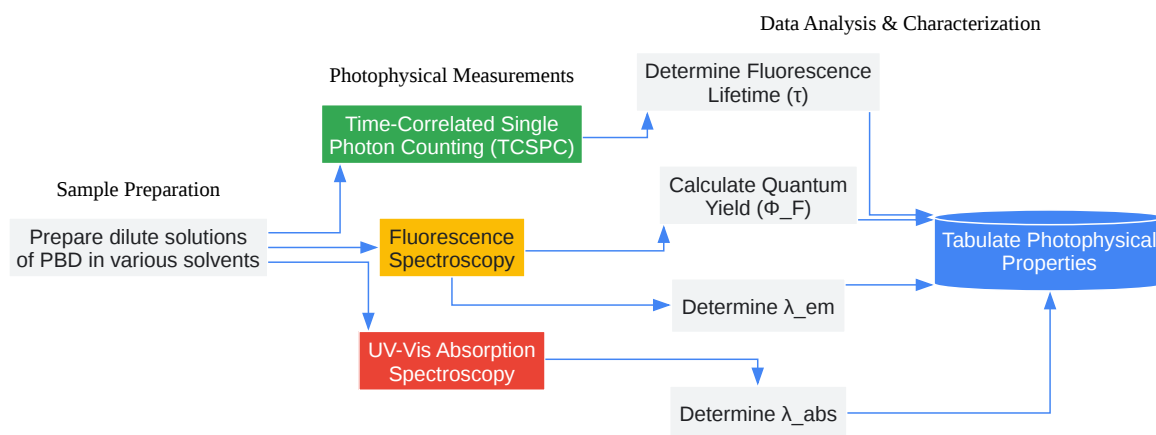 Data Analysis & Characterization
Photophysical Measurements
Determine Fluorescence
Lifetime (τ)
Time-Correlated Single
Photon Counting (TCSPC)
Sample Preparation
Calculate Quantum
Yield (Φ_F)
Prepare dilute solutions
of PBD in various solvents
Fluorescence
Spectroscopy
Tabulate Photophysical
Properties
Determine λ_em
UV-Vis Absorption
Spectroscopy
Determine λ_abs